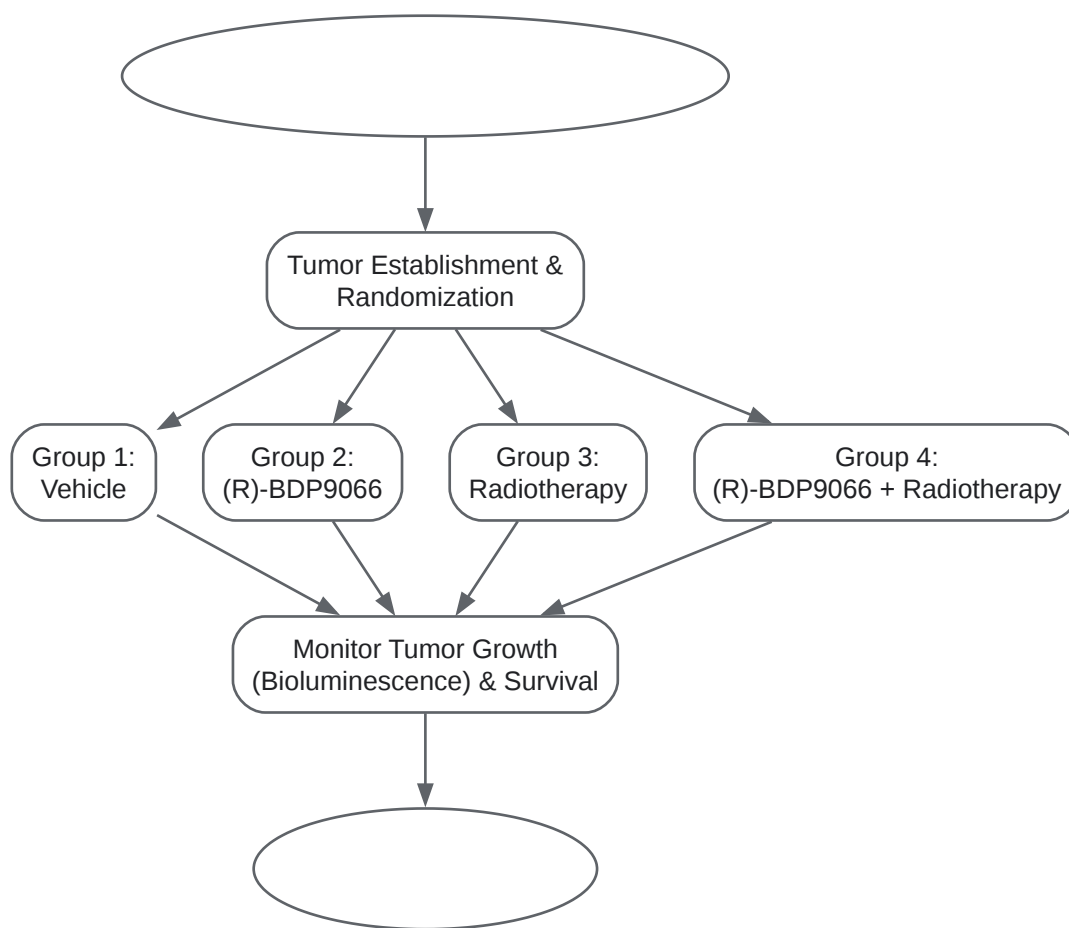 Tumor Establishment &
Randomization
Group 1:
Vehicle
Group 2:
(R)-BDP9066
Group 3:
Radiotherapy
Group 4:
(R)-BDP9066 + Radiotherapy
Monitor Tumor Growth
(Bioluminescence) & Survival